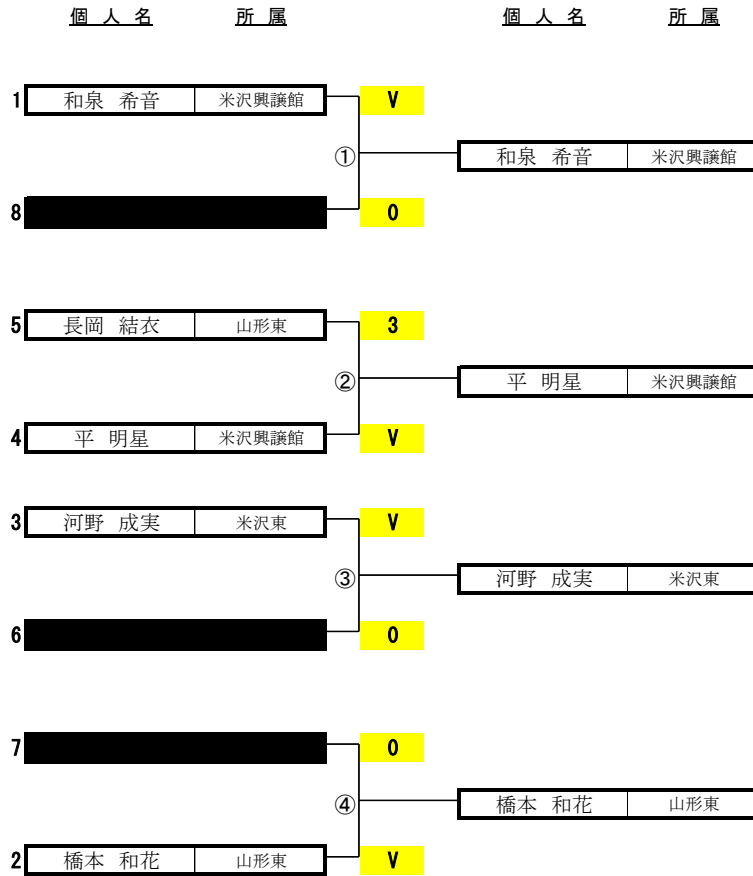 個 人 名 所 属 個 人 名 所 属
1 和泉 希音 米沢興譲館 V
① 和泉 希音 米沢興譲館
8 0
5 長岡 結衣 山形東 3
② 平 明星 米沢興譲館
4 平 明星 米沢興譲館 V
3 河野 成実 米沢東 V
③ 河野 成実 米沢東
6 0
7 0
④ 橋本 和花 山形東
2 橋本 和花 山形東 V